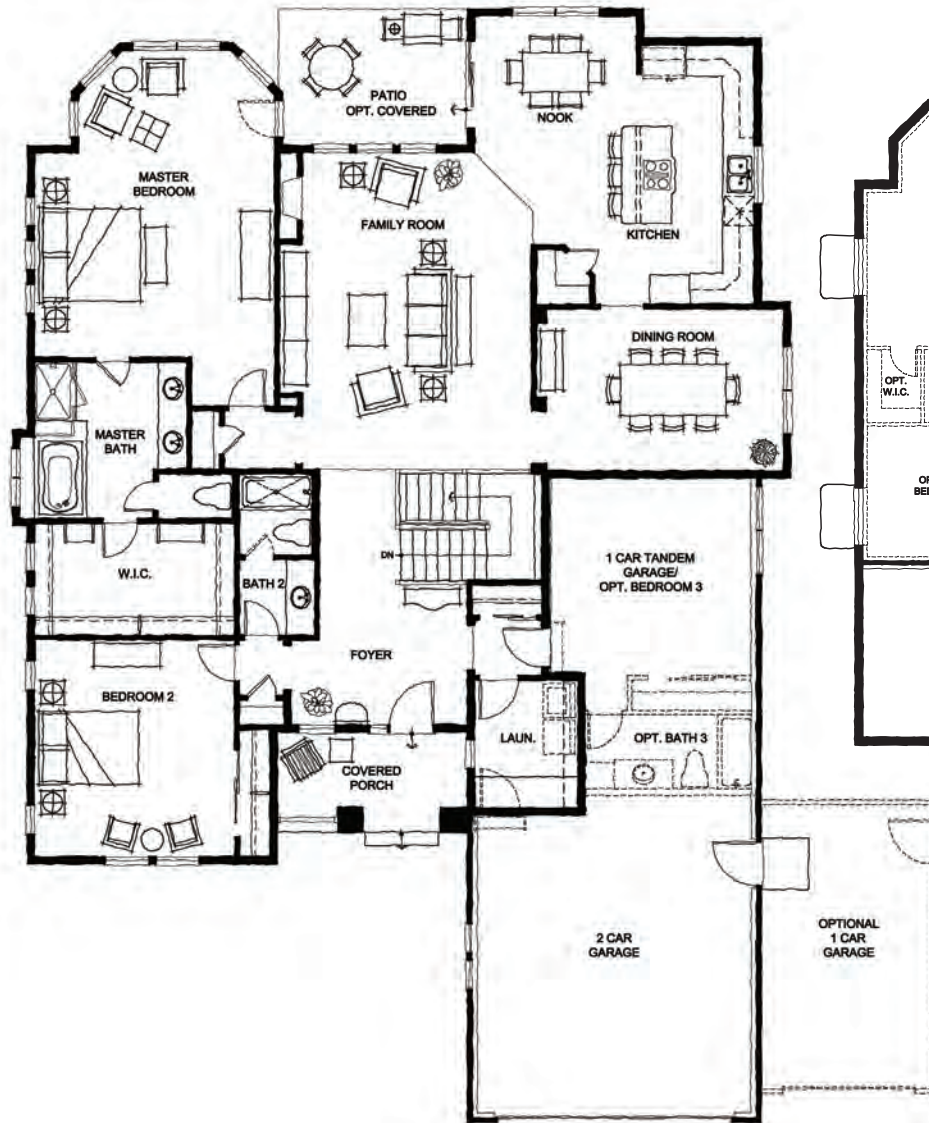 PATIO
OPT. COVERED
NOOK
MASTER
BEDROOM
FAMILY ROOM
KITCHEN
DINING ROOM
OPT.
W.I.C.
MASTER
BATH
DN
1 CAR TANDEM
GARAGE/
OPT. BEDROOM 3
W.I.C.
BATH 2
FOYER
BEDROOM 2
LAUN.
OPT. BATH 3
COVERED
PORCH
2 CAR
GARAGE
OPTIONAL
1 CAR
GARAGE